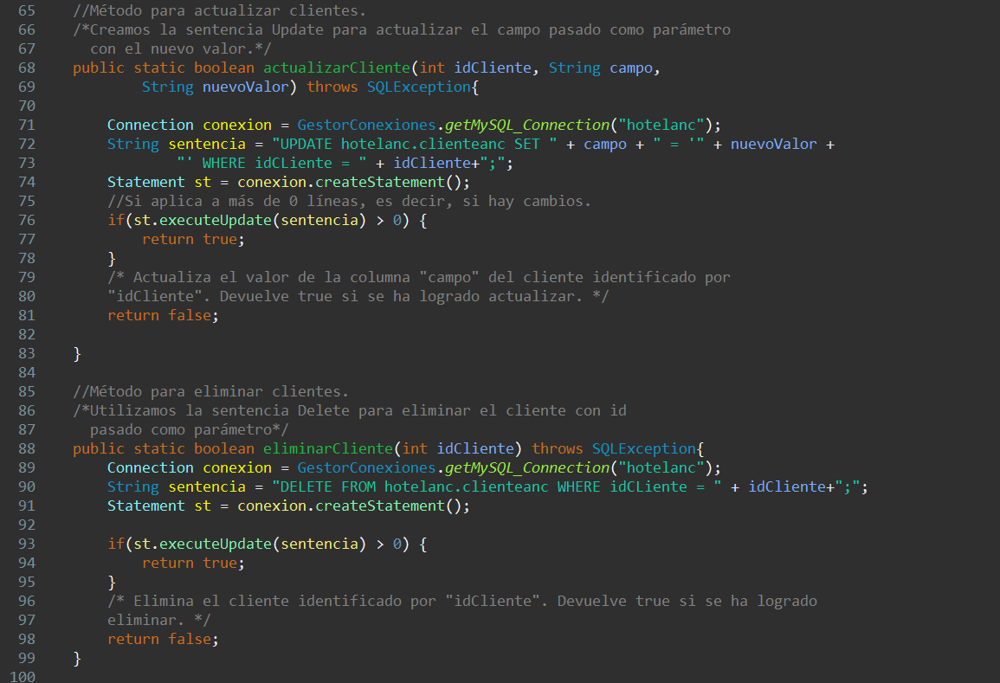 65 //Método para actualizar clientes.
66 /*Creamos la sentencia Update para actualizar el campo pasado como parámetro
67 con el nuevo valor.*/
68 public static boolean actualizarCliente(int idCliente, String campo,
69 String nuevoValor) throws SQLException{
70
71 Connection conexion = GestorConexiones.getMySQL_Connection("hotelanc");
72 String sentencia = "UPDATE hotelanc.clienteanc SET " + campo + " = '" + nuevoValor +
73 "' WHERE idCLiente = " + idCliente+";";
74 Statement st = conexion.createStatement();
75 //Si aplica a más de 0 líneas, es decir, si hay cambios.
76 if(st.executeUpdate(sentencia) > 0) {
77 return true;
78 }
79 /* Actualiza el valor de la columna "campo" del cliente identificado por
80 "idCliente". Devuelve true si se ha logrado actualizar. */
81 return false;
82
83 }
84
85 //Método para eliminar clientes.
86 /*Utilizamos la sentencia Delete para eliminar el cliente con id
87 pasado como parámetro*/
88 public static boolean eliminarCliente(int idCliente) throws SQLException{
89 Connection conexion = GestorConexiones.getMySQL_Connection("hotelanc");
90 String sentencia = "DELETE FROM hotelanc.clienteanc WHERE idCLiente = " + idCliente+";";
91 Statement st = conexion.createStatement();
92
93 if(st.executeUpdate(sentencia) > 0) {
94 return true;
95 }
96 /* Elimina el cliente identificado por "idCliente". Devuelve true si se ha logrado
97 eliminar. */
98 return false;
99 }
100